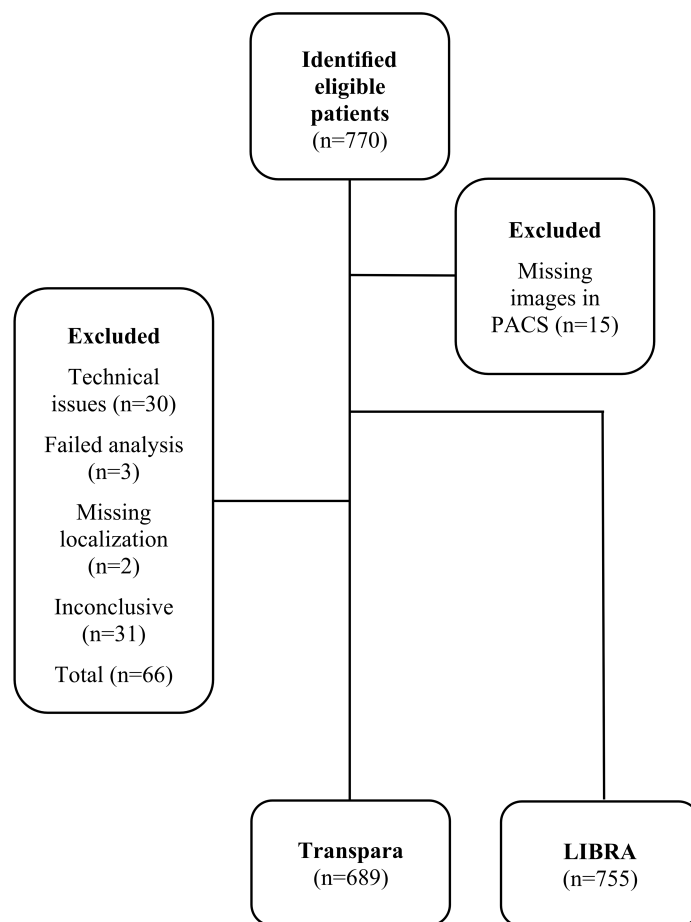 Identified
eligible
patients
(n=770)
Excluded
Missing
images in
PACS (n=15)
Excluded
Technical
issues (n=30)
Failed analysis
(n=3)
Missing
localization
(n=2)
Inconclusive
(n=31)
Total (n=66)
Transpara
(n=689)
LIBRA
(n=755)